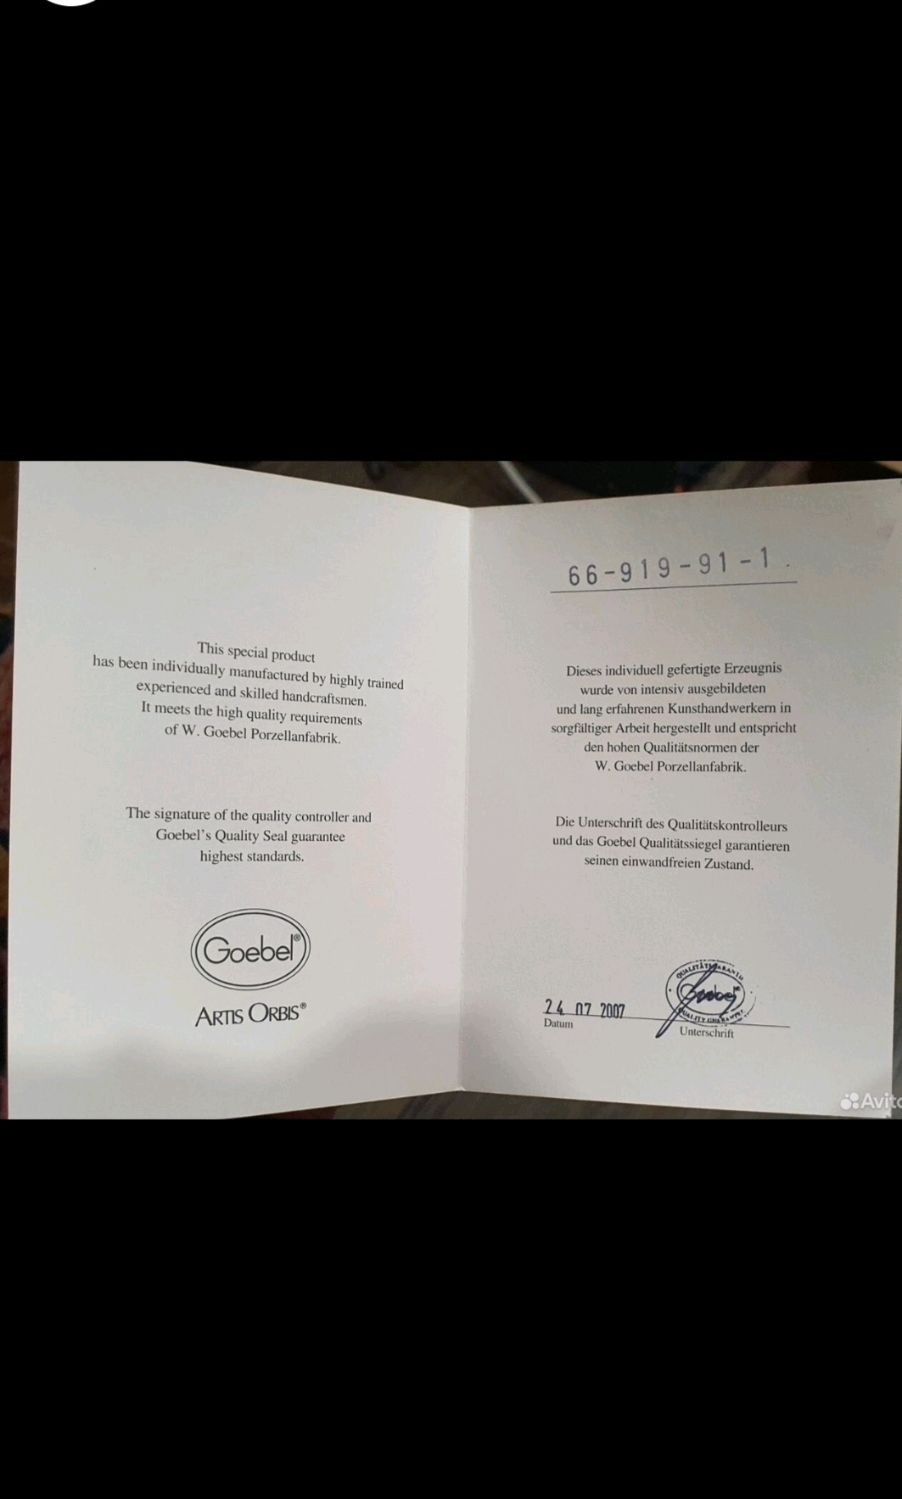 This special product
has been individually manufactured by highly trained
experienced and skilled handcraftsmen.
It meets the high quality requirements
of W. Goebel Porzellanfabrik.
The signature of the quality controller and
Goebel's Quality Seal guarantee
highest standards.
Goebel®
ARTIS ORBIS®
66-919-91-1
Dieses individuell gefertigte Erzeugnis
wurde von intensiv ausgebildeten
und lang erfahrenen Kunsthandwerkern in
sorgfältiger Arbeit hergestellt und entspricht
den hohen Qualitätsnormen der
W. Goebel Porzellanfabrik.
Die Unterschrift des Qualitätskontrolleurs
und das Goebel Qualitätssiegel garantieren
seinen einwandfreien Zustand.
24 07 2007
Datum
Goebel
Unterschrift
Avito